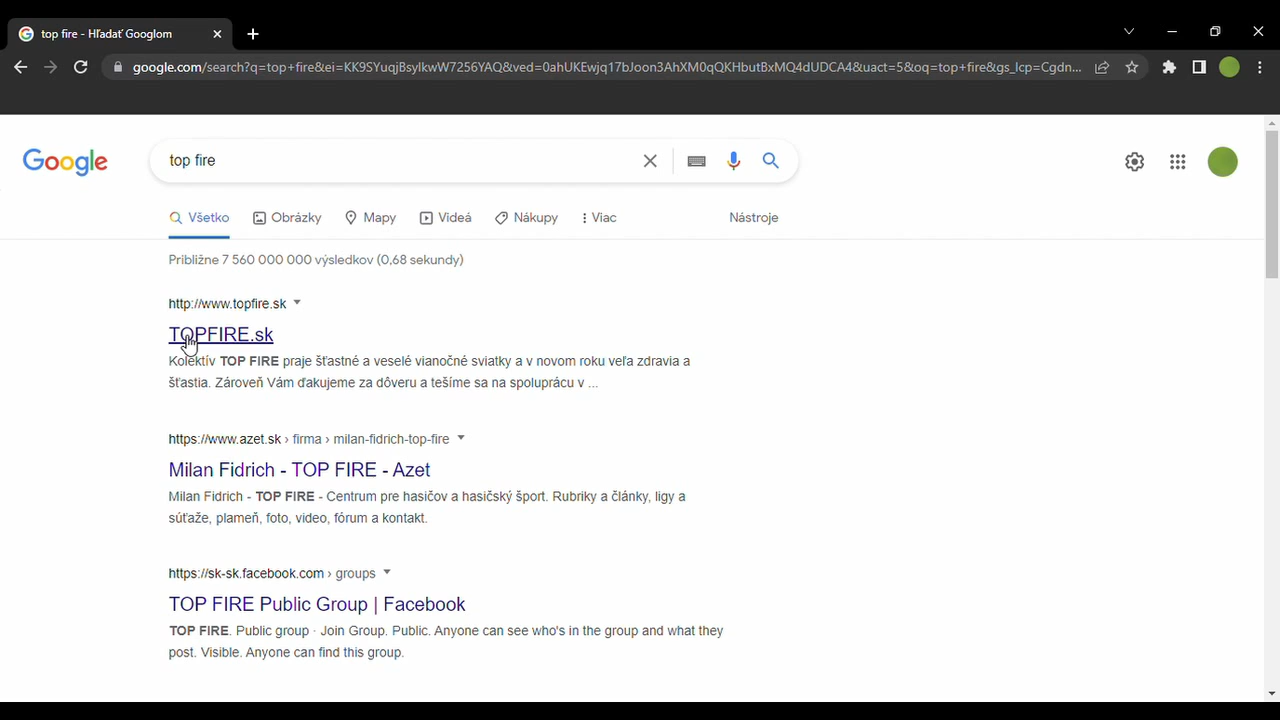 top fire - Hľadať Googlom
google.com/search?q=top+fire&ei=KK9SYuqjBsyIkwW7256YAQ&ved=0ahUKEwjq17bJoon3AhXM0qQKHbutBxMQ4dUDCA4&uact=5&oq=top+fire&gs_lcp=Cgdn...
Google
top fire
Všetko Obrázky Mapy Videá Nákupy Viac Nástroje
Približne 7 560 000 000 výsledkov (0,68 sekundy)
http://www.topfire.sk
TOPFIRE.sk
Kolektív TOP FIRE praje šťastné a veselé vianočné sviatky a v novom roku veľa zdravia a
šťastia. Zároveň Vám ďakujeme za dôveru a tešíme sa na spoluprácu v ...
https://www.azet.sk › firma › milan-fidrich-top-fire
Milan Fidrich - TOP FIRE - Azet
Milan Fidrich - TOP FIRE - Centrum pre hasičov a hasičský šport. Rubriky a články, ligy a
súťaže, plameň, foto, video, fórum a kontakt.
https://sk-sk.facebook.com › groups
TOP FIRE Public Group | Facebook
TOP FIRE. Public group · Join Group. Public. Anyone can see who's in the group and what they
post. Visible. Anyone can find this group.